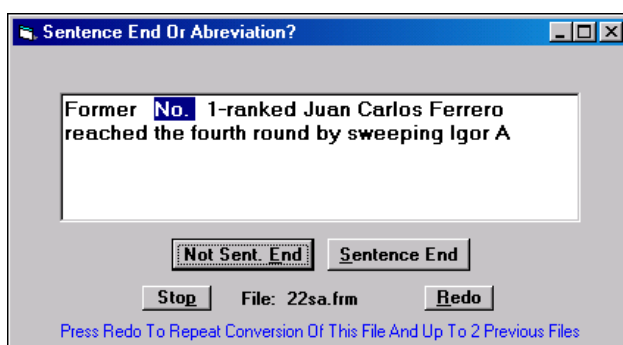 Sentence End Or Abreviation?
Former No. 1-ranked Juan Carlos Ferrero
reached the fourth round by sweeping Igor A
Not Sent. End Sentence End
Stop File: 22sa.frm Redo
Press Redo To Repeat Conversion Of This File And Up To 2 Previous Files